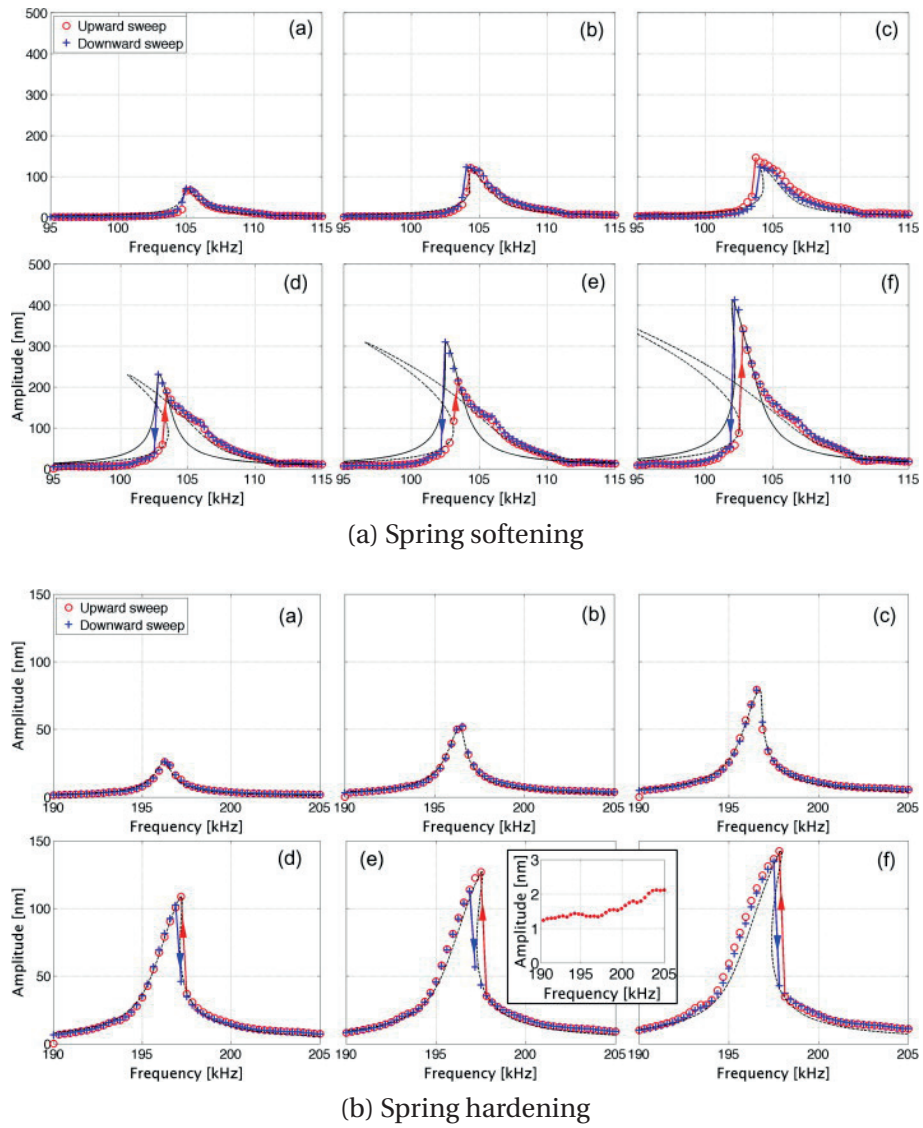 Upward sweep
Downward sweep
(a)
(b)
(c)
500
400
300
200
100
0
95 100 105 110 115
95 100 105 110 115
95 100 105 110 115
Frequency [kHz]
Frequency [kHz]
Frequency [kHz]
(d)
(e)
(f)
Amplitude [nm]
500
400
300
200
100
0
95 100 105 110 115
95 100 105 110 115
95 100 105 110 115
Frequency [kHz]
Frequency [kHz]
Frequency [kHz]
(a) Spring softening
Upward sweep
Downward sweep
(a)
(b)
(c)
Amplitude [nm]
150
100
50
0
190 195 200 205
190 195 200 205
190 195 200 205
Frequency [kHz]
Frequency [kHz]
Frequency [kHz]
(d)
(e)
(f)
Amplitude [nm]
150
100
50
0
Amplitude [nm]
3
2
1
0
190 195 200 205
Frequency [kHz]
190 195 200 205
190 195 200 205
190 195 200 205
Frequency [kHz]
Frequency [kHz]
Frequency [kHz]
(b) Spring hardening